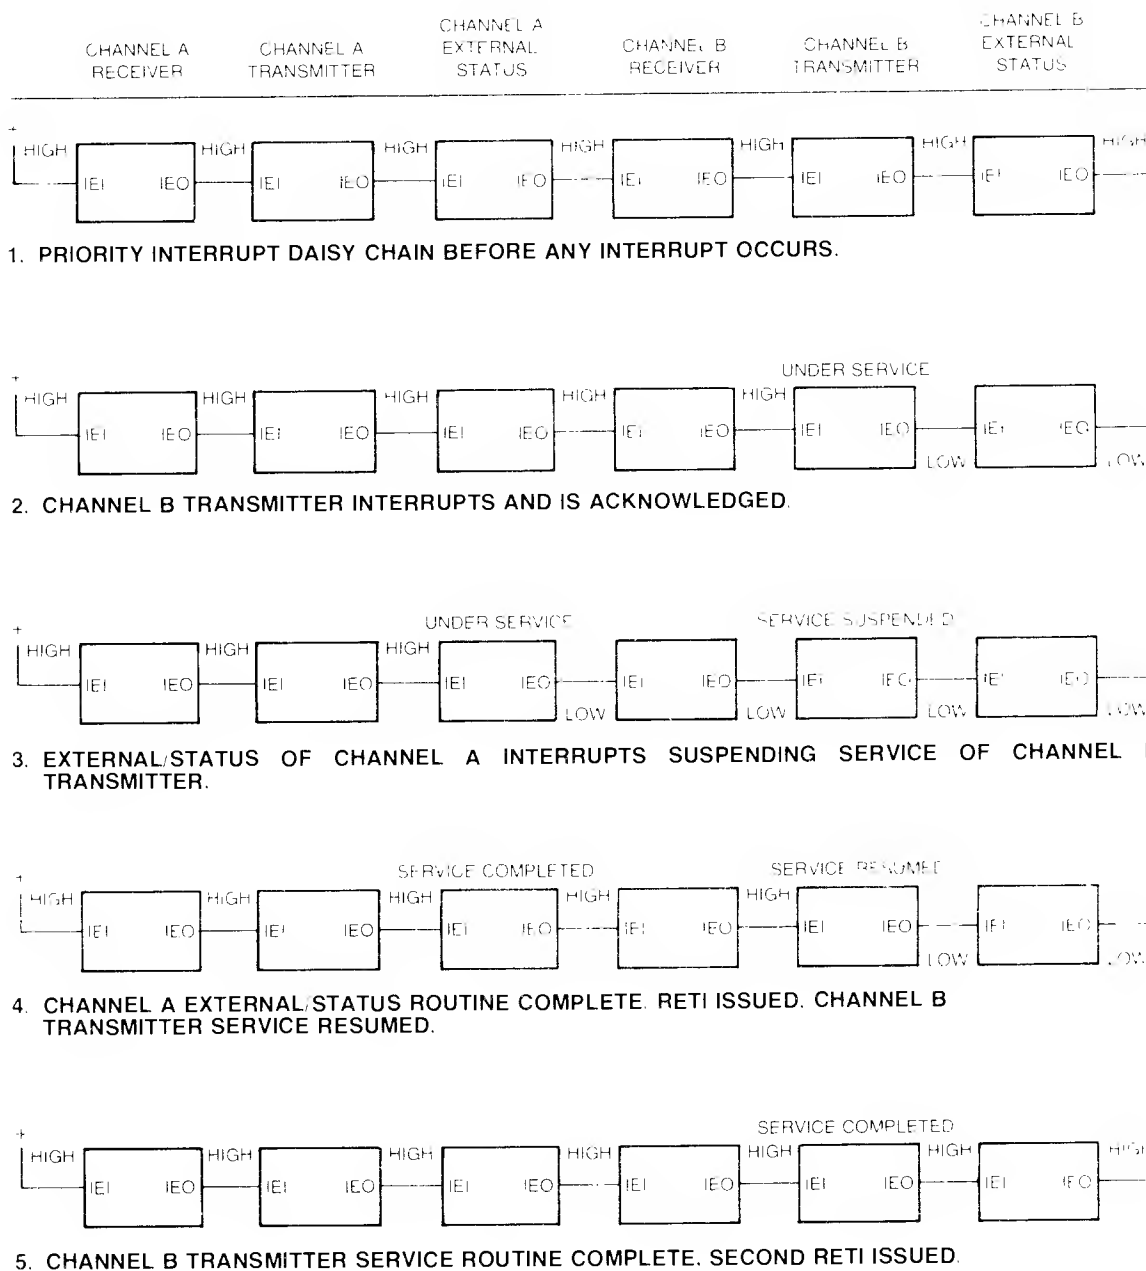 CHANNEL A RECEIVER
CHANNEL A TRANSMITTER
CHANNEL A EXTERNAL STATUS
CHANNEL B RECEIVER
CHANNEL B TRANSMITTER
CHANNEL B EXTERNAL STATUS
+
HIGH HIGH HIGH HIGH HIGH HIGH HIGH
IEI IEO IEI IEO IEI IEO IEI IEO IEI IEO IEI IEO
1. PRIORITY INTERRUPT DAISY CHAIN BEFORE ANY INTERRUPT OCCURS.
UNDER SERVICE
+
HIGH HIGH HIGH HIGH HIGH
IEI IEO IEI IEO IEI IEO IEI IEO IEI IEO IEI IEO
LOW LOW
2. CHANNEL B TRANSMITTER INTERRUPTS AND IS ACKNOWLEDGED.
UNDER SERVICE SERVICE SUSPENDED
+
HIGH HIGH HIGH
IEI IEO IEI IEO IEI IEO IEI IEO IEI IEO IEI IEO
LOW LOW LOW LOW
3. EXTERNAL/STATUS OF CHANNEL A INTERRUPTS SUSPENDING SERVICE OF CHANNEL
TRANSMITTER.
SERVICE COMPLETED SERVICE RESUMED
+
HIGH HIGH HIGH HIGH HIGH
IEI IEO IEI IEO IEI IEO IEI IEO IEI IEO IEI IEO
LOW LOW
4. CHANNEL A EXTERNAL/STATUS ROUTINE COMPLETE. RETI ISSUED. CHANNEL B
TRANSMITTER SERVICE RESUMED.
SERVICE COMPLETED
+
HIGH HIGH HIGH HIGH HIGH HIGH HIGH
IEI IEO IEI IEO IEI IEO IEI IEO IEI IEO IEI IEO
5. CHANNEL B TRANSMITTER SERVICE ROUTINE COMPLETE. SECOND RETI ISSUED.